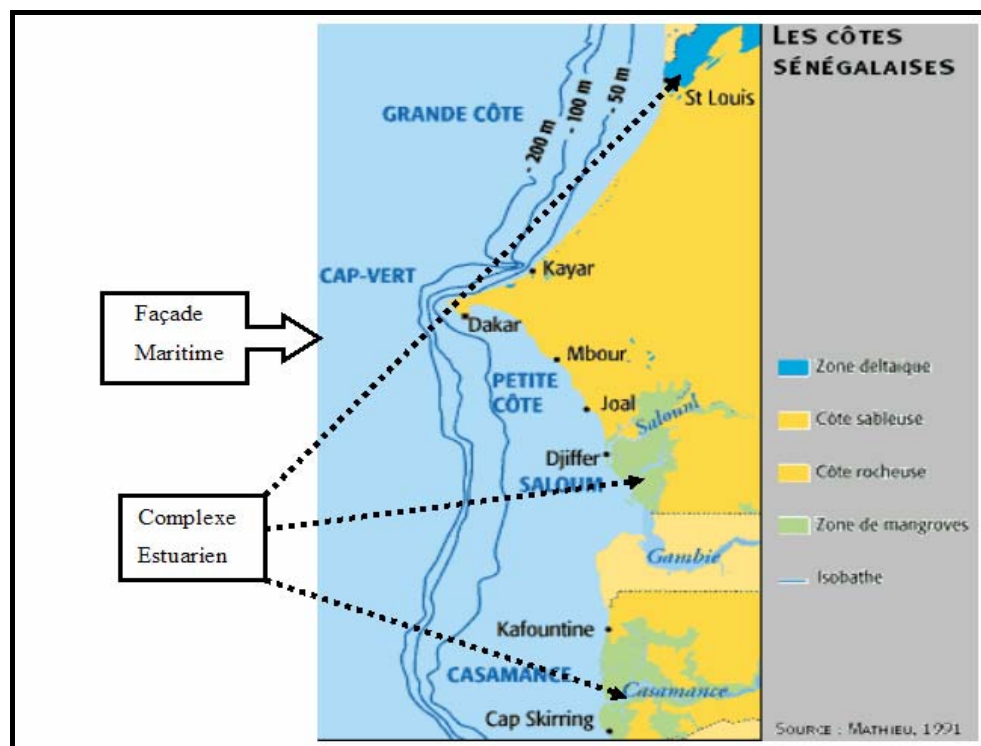 LES CÔTES
SÉNÉGALAISES
St Louis
GRANDE CÔTE
- 200 m
- 100 m
- 50 m
CAP-VERT
Kayar
Façade
Maritime
Dakar
Mbour
PETITE
CÔTE
Joal
Saloum
Djiffer
SALOUM
Zone deltaïque
Côte sableuse
Côte rocheuse
Zone de mangroves
Isobathe
Complexe
Estuarien
Gambie
Kafountine
CASAMANCE
Casamance
Cap Skirring
SOURCE : MATHIEU, 1991